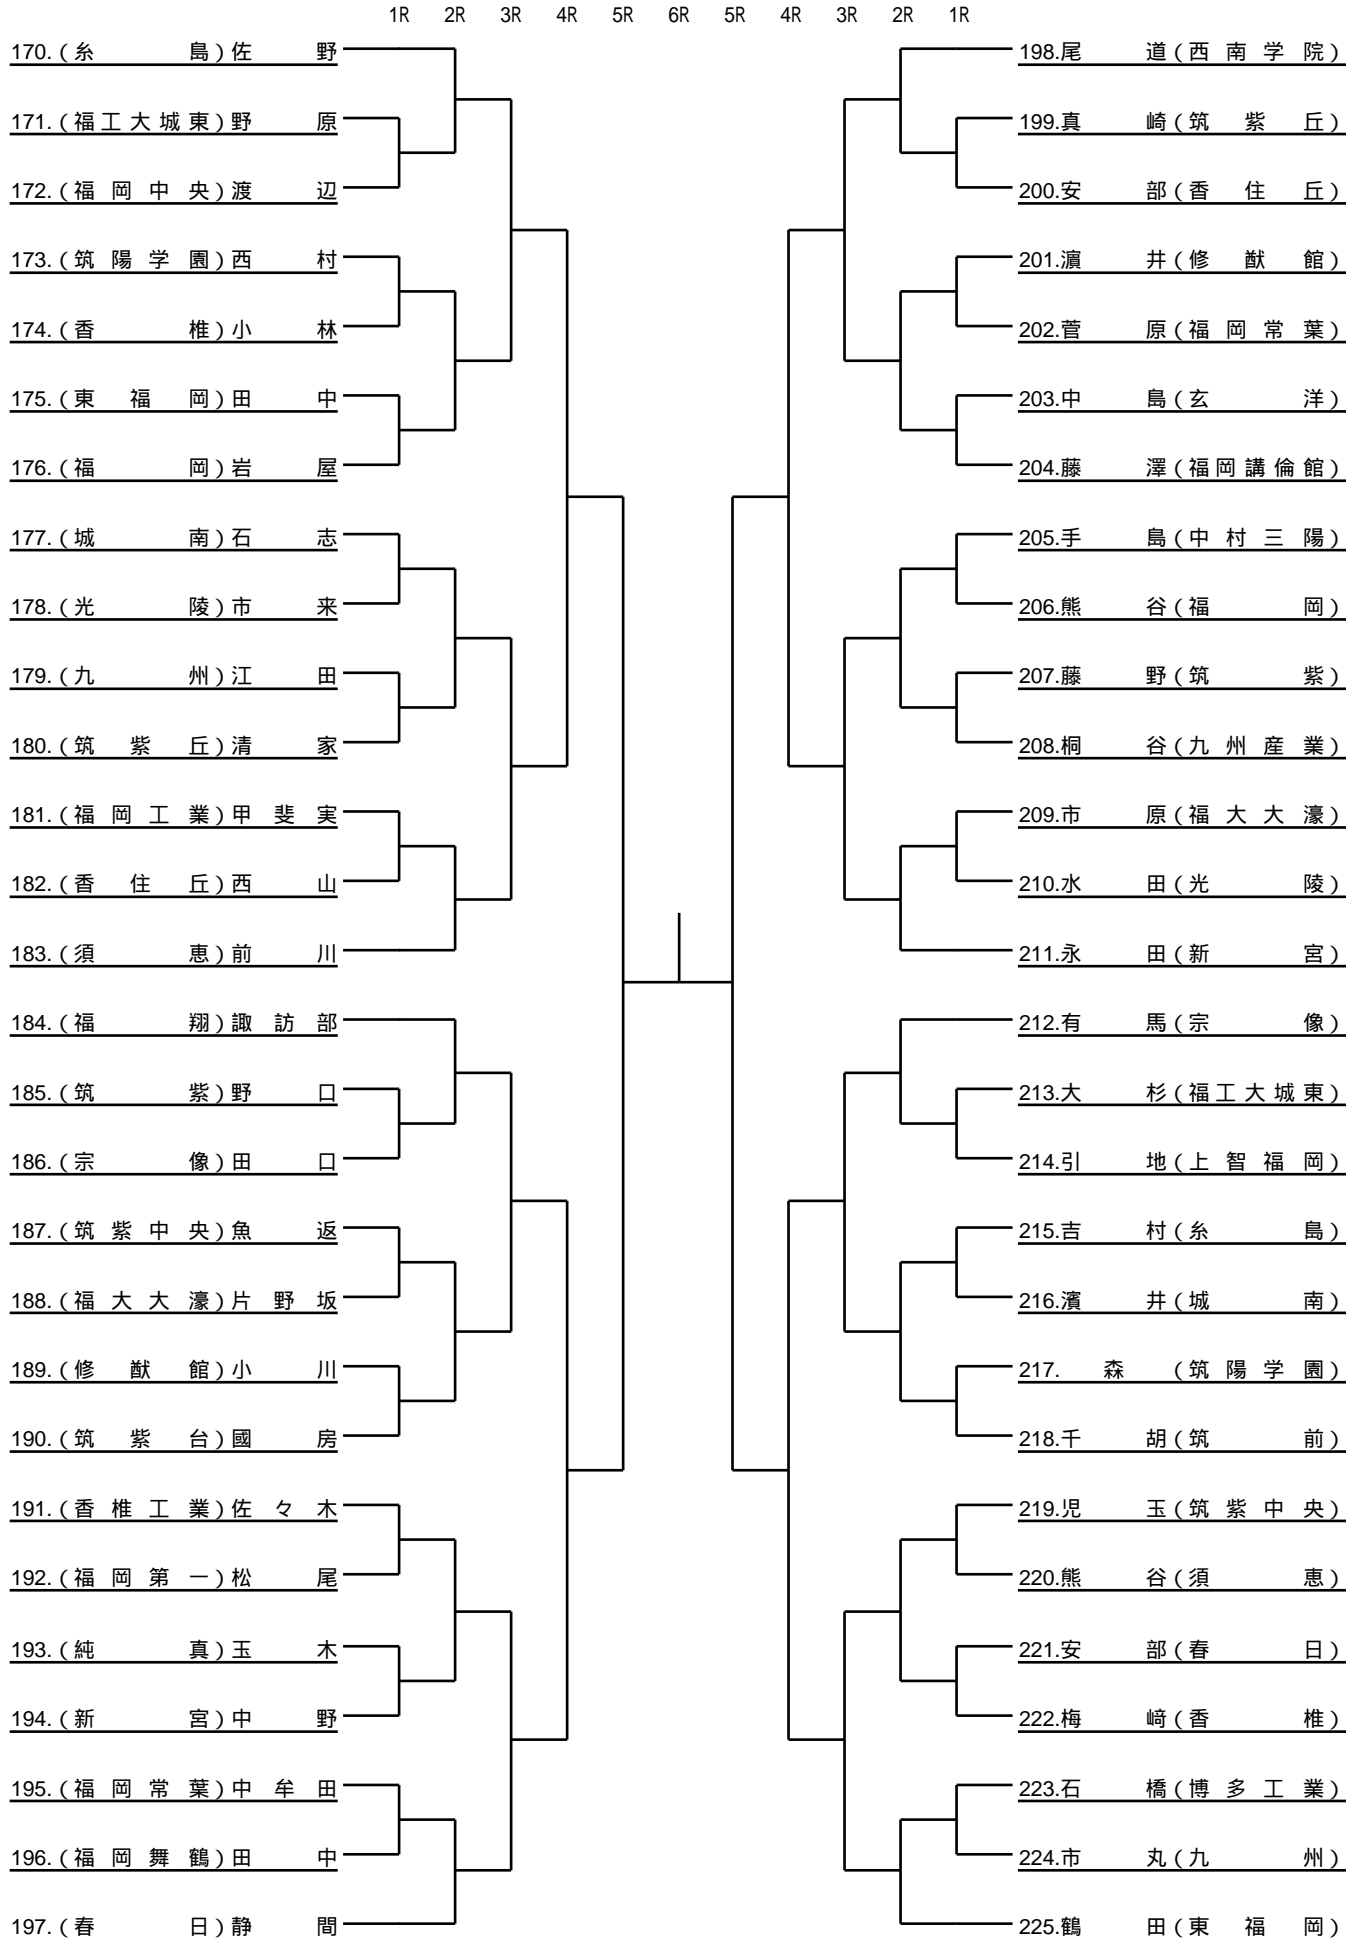 1R 2R 3R 4R 5R 6R 5R 4R 3R 2R 1R
170.(糸島)佐野
171.(福工大城東)野原
172.(福岡中央)渡辺
173.(筑陽学園)西村
174.(香椎)小林
175.(東福岡)田中
176.(福岡)岩屋
177.(城南)石志
178.(光陵)市来
179.(九州)江田
180.(筑紫丘)清家
181.(福岡工業)甲斐実
182.(香住丘)西山
183.(須恵)前川
184.(福翔)諏訪部
185.(筑紫)野口
186.(宗像)田口
187.(筑紫中央)魚返
188.(福大大濠)片野坂
189.(修猷館)小川
190.(筑紫台)國房
191.(香椎工業)佐々木
192.(福岡第一)松尾
193.(純真)玉木
194.(新宮)中野
195.(福岡常葉)中牟田
196.(福岡舞鶴)田中
197.(春日)静間
198.尾道(西南学院)
199.真崎(筑紫丘)
200.安部(香住丘)
201.濵井(修猷館)
202.菅原(福岡常葉)
203.中島(玄洋)
204.藤澤(福岡講倫館)
205.手島(中村三陽)
206.熊谷(福岡)
207.藤野(筑紫)
208.桐谷(九州産業)
209.市原(福大大濠)
210.水田(光陵)
211.永田(新宮)
212.有馬(宗像)
213.大杉(福工大城東)
214.引地(上智福岡)
215.吉村(糸島)
216.濱井(城南)
217.森(筑陽学園)
218.千胡(筑前)
219.児玉(筑紫中央)
220.熊谷(須恵)
221.安部(春日)
222.梅﨑(香椎)
223.石橋(博多工業)
224.市丸(九州)
225.鶴田(東福岡)